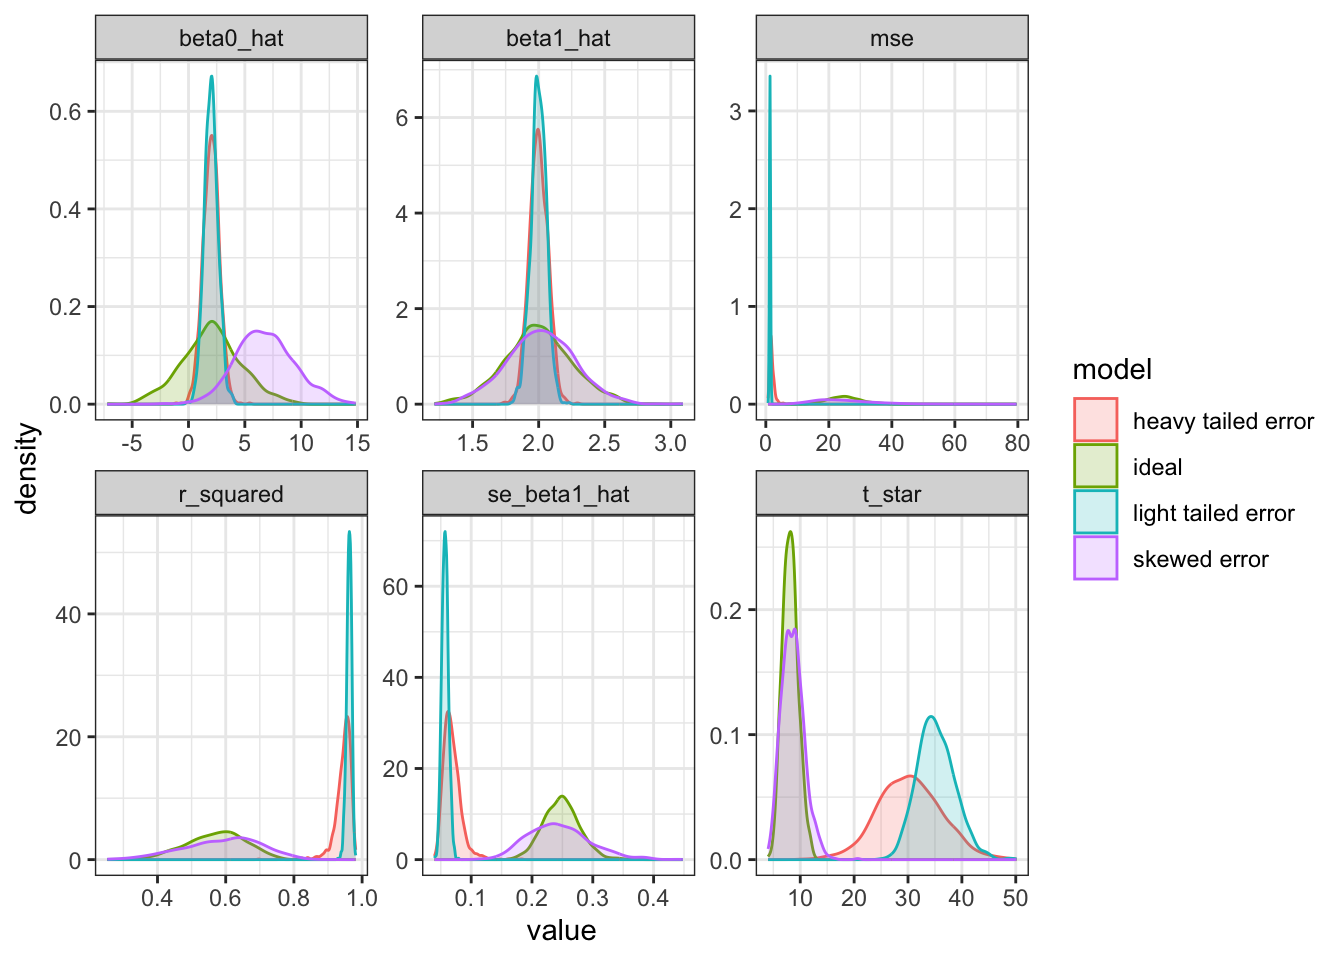 beta0_hat
beta1_hat
mse
0.6
0.4
0.2
0.0
-5 0 5 10 15
6
4
2
0
1.5 2.0 2.5 3.0
3
2
1
0
0 20 40 60 80
density
r_squared
se_beta1_hat
t_star
40
20
0
0.4 0.6 0.8 1.0
60
40
20
0
0.1 0.2 0.3 0.4
0.2
0.1
0.0
10 20 30 40 50
value
model
heavy tailed error
ideal
light tailed error
skewed error